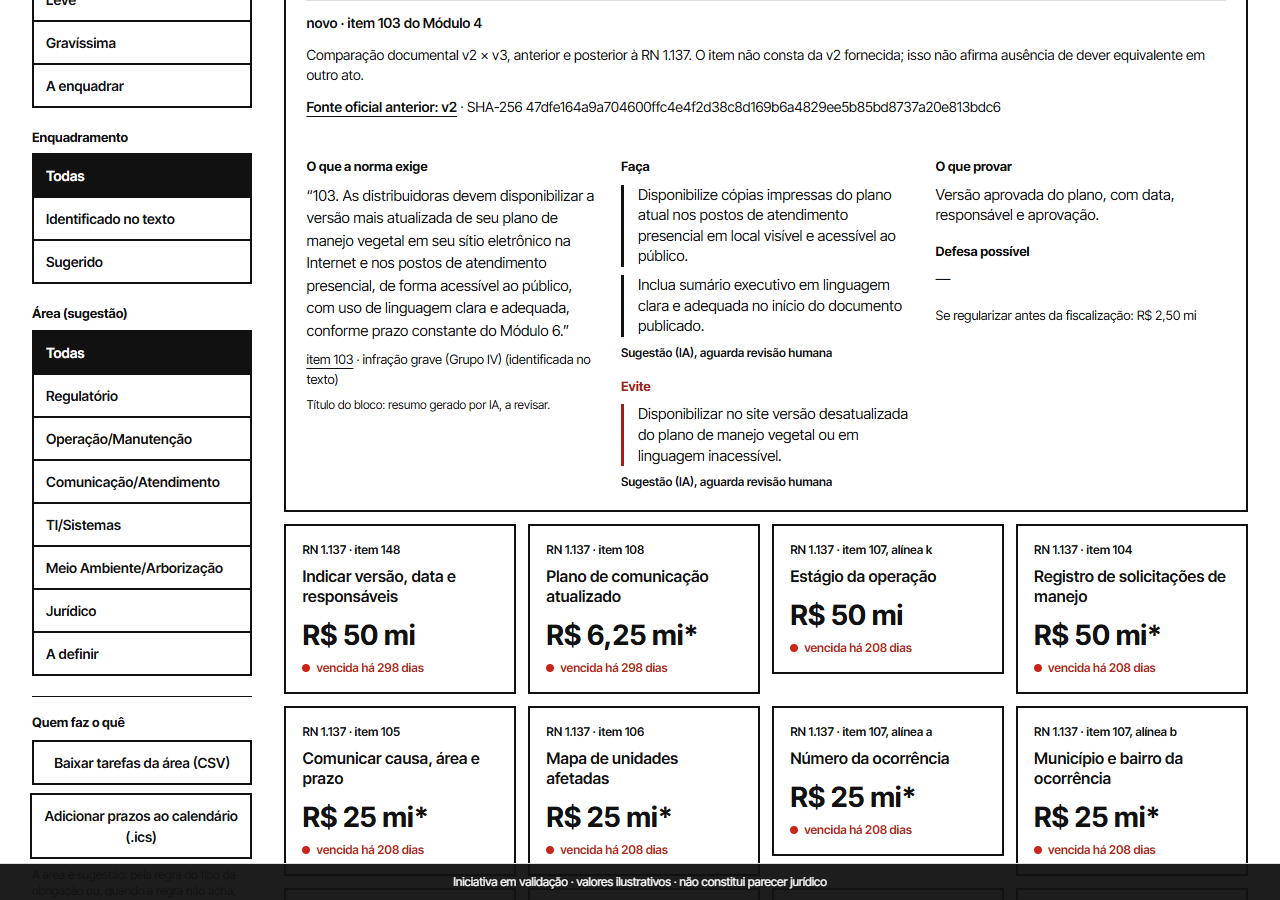 Leve
Gravíssima
A enquadrar
Enquadramento
Todas
Identificado no texto
Sugerido
Área (sugestão)
Todas
Regulatório
Operação/Manutenção
Comunicação/Atendimento
TI/Sistemas
Meio Ambiente/Arborização
Jurídico
A definir
Quem faz o quê
Baixar tarefas da área (CSV)
Adicionar prazos ao calendário
(.ics)
A área é sugestão: pela regra do tipo da
obrigação ou, quando a regra não acha,
novo · item 103 do Módulo 4
Comparação documental v2 × v3, anterior e posterior à RN 1.137. O item não consta da v2 fornecida; isso não afirma ausência de dever equivalente em
outro ato.
Fonte oficial anterior: v2 · SHA-256 47dfe164a9a704600ffc4e4f2d38c8d169b6a4829ee5b85bd8737a20e813bdc6
O que a norma exige
“103. As distribuidoras devem disponibilizar a
versão mais atualizada de seu plano de
manejo vegetal em seu sítio eletrônico na
Internet e nos postos de atendimento
presencial, de forma acessível ao público,
com uso de linguagem clara e adequada,
conforme prazo constante do Módulo 6.”
item 103 · infração grave (Grupo IV) (identificada no
texto)
Título do bloco: resumo gerado por IA, a revisar.
Faça
Disponibilize cópias impressas do plano
atual nos postos de atendimento
presencial em local visível e acessível ao
público.
Inclua sumário executivo em linguagem
clara e adequada no início do documento
publicado.
Sugestão (IA), aguarda revisão humana
Evite
Disponibilizar no site versão desatualizada
do plano de manejo vegetal ou em
linguagem inacessível.
Sugestão (IA), aguarda revisão humana
O que provar
Versão aprovada do plano, com data,
responsável e aprovação.
Defesa possível
—
Se regularizar antes da fiscalização: R$ 2,50 mi
RN 1.137 · item 148
Indicar versão, data e
responsáveis
R$ 50 mi
vencida há 298 dias
RN 1.137 · item 108
Plano de comunicação
atualizado
R$ 6,25 mi*
vencida há 298 dias
RN 1.137 · item 107, alínea k
Estágio da operação
R$ 50 mi
vencida há 208 dias
RN 1.137 · item 104
Registro de solicitações de
manejo
R$ 50 mi*
vencida há 208 dias
RN 1.137 · item 105
Comunicar causa, área e
prazo
R$ 25 mi*
vencida há 208 dias
RN 1.137 · item 106
Mapa de unidades
afetadas
R$ 25 mi*
vencida há 208 dias
RN 1.137 · item 107, alínea a
Número da ocorrência
R$ 25 mi*
vencida há 208 dias
RN 1.137 · item 107, alínea b
Município e bairro da
ocorrência
R$ 25 mi*
vencida há 208 dias
Iniciativa em validação · valores ilustrativos · não constitui parecer jurídico